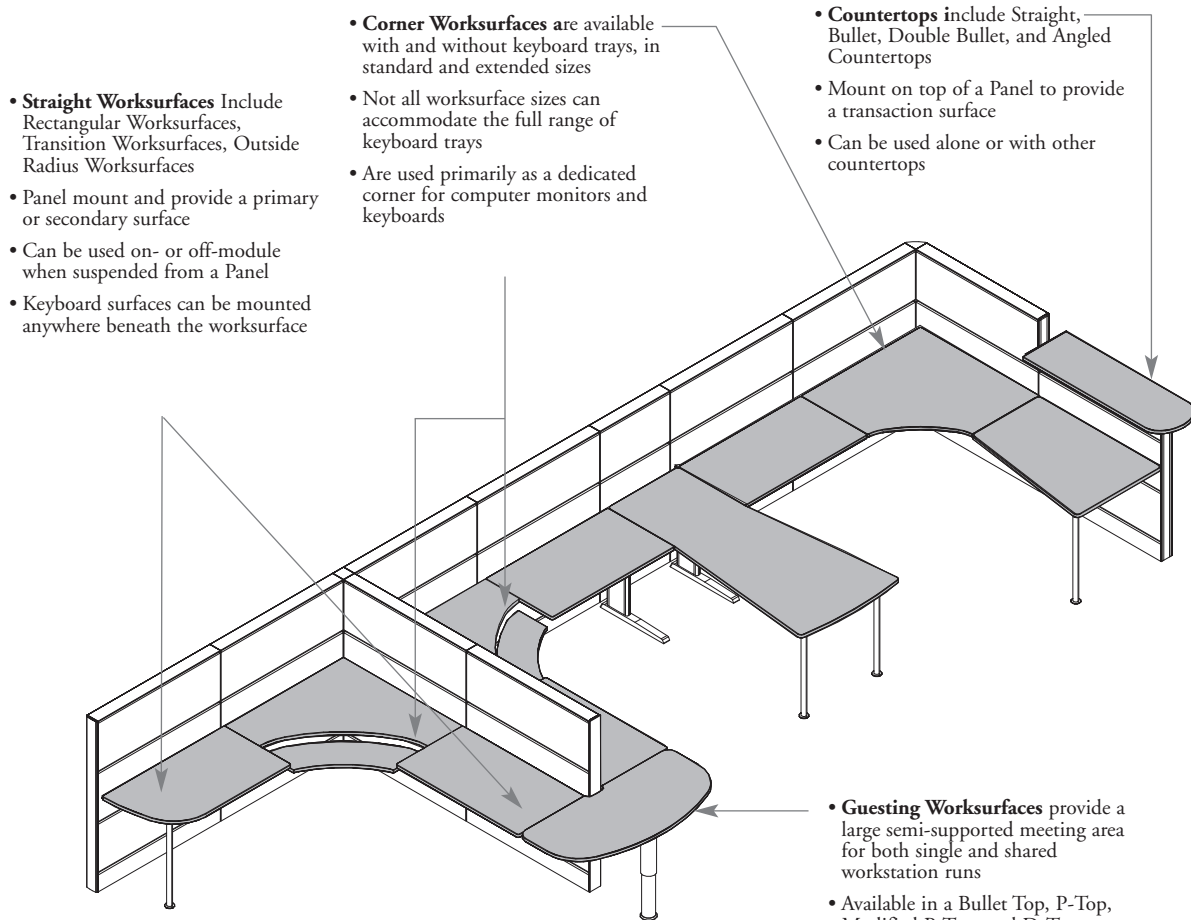 • Straight Worksurfaces Include
Rectangular Worksurfaces,
Transition Worksurfaces, Outside
Radius Worksurfaces
• Panel mount and provide a primary
or secondary surface
• Can be used on- or off-module
when suspended from a Panel
• Keyboard surfaces can be mounted
anywhere beneath the worksurface
• Corner Worksurfaces are available
with and without keyboard trays, in
standard and extended sizes
• Not all worksurface sizes can
accommodate the full range of
keyboard trays
• Are used primarily as a dedicated
corner for computer monitors and
keyboards
• Countertops include Straight,
Bullet, Double Bullet, and Angled
Countertops
• Mount on top of a Panel to provide
a transaction surface
• Can be used alone or with other
countertops
• Guesting Worksurfaces provide a
large semi-supported meeting area
for both single and shared
workstation runs
• Available in a Bullet Top, P-Top,